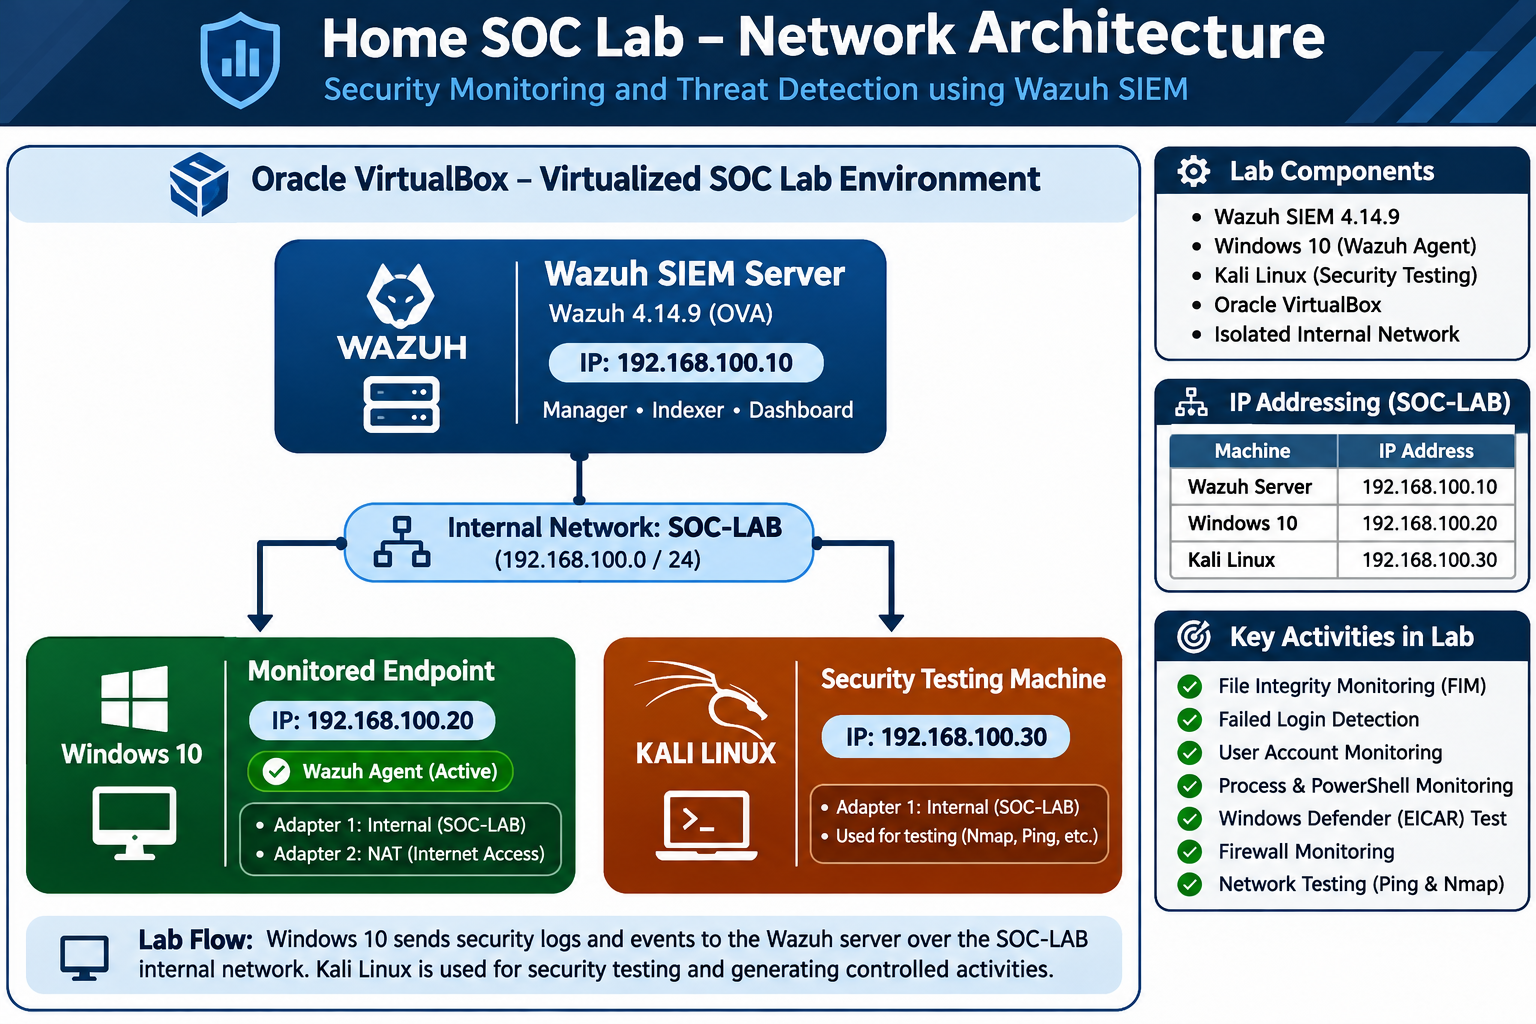 Home SOC Lab – Network Architecture
Security Monitoring and Threat Detection using Wazuh SIEM
Oracle VirtualBox – Virtualized SOC Lab Environment
WAZUH
Wazuh SIEM Server
Wazuh 4.14.9 (OVA)
IP: 192.168.100.10
Manager • Indexer • Dashboard
Internal Network: SOC-LAB
(192.168.100.0 / 24)
Windows 10
Monitored Endpoint
IP: 192.168.100.20
Wazuh Agent (Active)
• Adapter 1: Internal (SOC-LAB)
• Adapter 2: NAT (Internet Access)
KALI LINUX
Security Testing Machine
IP: 192.168.100.30
• Adapter 1: Internal (SOC-LAB)
• Used for testing (Nmap, Ping, etc.)
Lab Flow: Windows 10 sends security logs and events to the Wazuh server over the SOC-LAB
internal network. Kali Linux is used for security testing and generating controlled activities.
Lab Components
• Wazuh SIEM 4.14.9
• Windows 10 (Wazuh Agent)
• Kali Linux (Security Testing)
• Oracle VirtualBox
• Isolated Internal Network
IP Addressing (SOC-LAB)
Machine IP Address
Wazuh Server 192.168.100.10
Windows 10 192.168.100.20
Kali Linux 192.168.100.30
Key Activities in Lab
File Integrity Monitoring (FIM)
Failed Login Detection
User Account Monitoring
Process & PowerShell Monitoring
Windows Defender (EICAR) Test
Firewall Monitoring
Network Testing (Ping & Nmap)